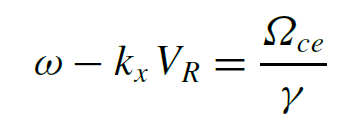 ω − kₓ V_R = Ω_ce / γ